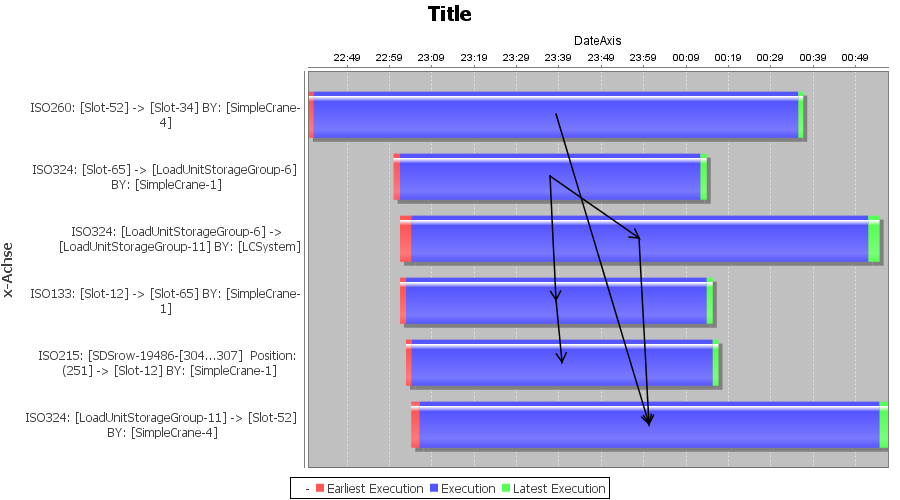 Title
DateAxis
22:49 22:59 23:09 23:19 23:29 23:39 23:49 23:59 00:09 00:19 00:29 00:39 00:49
x-Achse
ISO260: [Slot-52] -> [Slot-34] BY: [SimpleCrane-
4]
ISO324: [Slot-65] -> [LoadUnitStorageGroup-6]
BY: [SimpleCrane-1]
ISO324: [LoadUnitStorageGroup-6] ->
[LoadUnitStorageGroup-11] BY: [LCSystem]
ISO133: [Slot-12] -> [Slot-65] BY: [SimpleCrane-
1]
ISO215: [SDSrow-19486-[304...307] Position:
(251] -> [Slot-12] BY: [SimpleCrane-1]
ISO324: [LoadUnitStorageGroup-11] -> [Slot-52]
BY: [SimpleCrane-4]
- Earliest Execution Execution Latest Execution